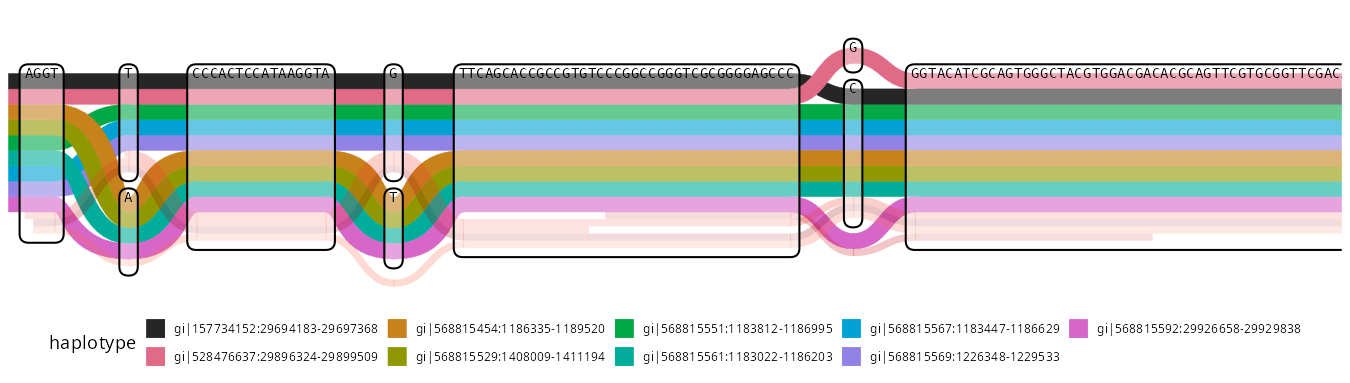 G
AGGT T CCCACTCCATAAGGTA G TTCAGCACCGCCGTGTCCCGGCCGGGTCGCGGGGAGCCC GGTACATCGCAGTGGGCTACGTGGACGACACGCAGTTCGTGCGGTTCGAC
C
A T
haplotype
gi|157734152:29694183-29697368 gi|568815454:1186335-1189520 gi|568815551:1183812-1186995 gi|568815567:1183447-1186629 gi|568815592:29926658-29929838
gi|528476637:29896324-29899509 gi|568815529:1408009-1411194 gi|568815561:1183022-1186203 gi|568815569:1226348-1229533